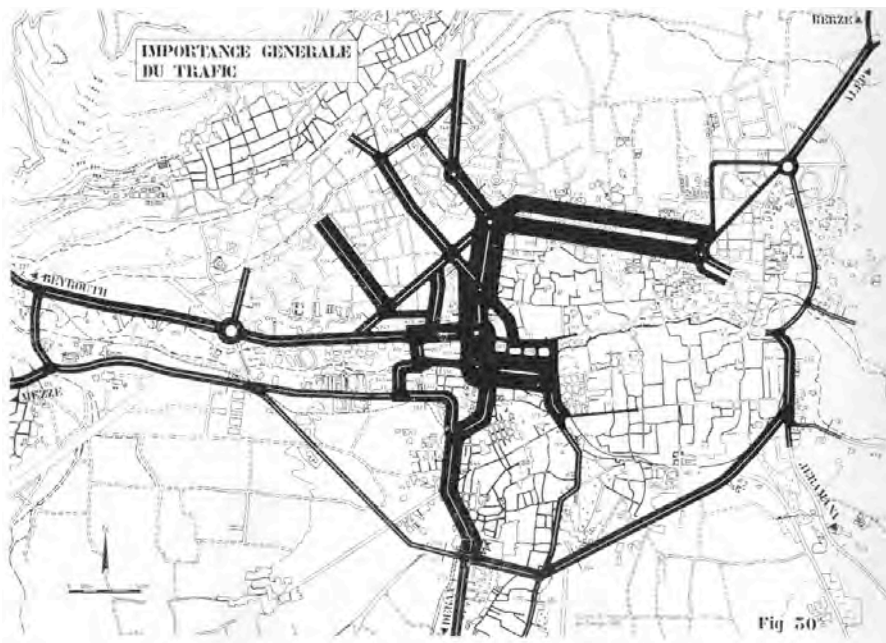 IMPORTANCE GENERALE
DU TRAFIC
BERZE
ALEP
BEYROUTH
MEZZE
JERAMANA
DERAA
Fig 50